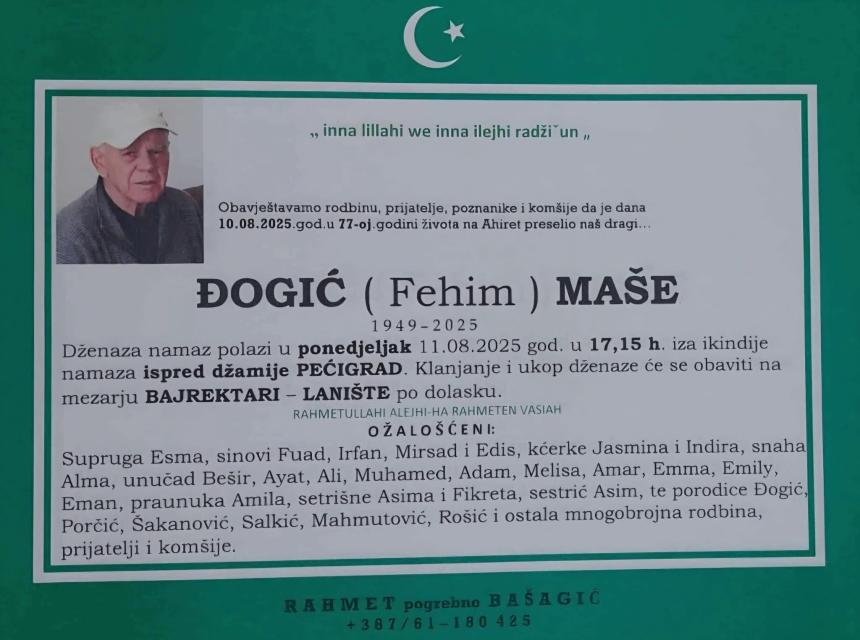 „ inna lillahi we inna ilejhi radžiˇun „
Obavještavamo rodbinu, prijatelje, poznanike i komšije da je dana
10.08.2025.god.u 77-oj.godini života na Ahiret preselio naš dragi...
ĐOGIĆ ( Fehim ) MAŠE
1949-2025
Dženaza namaz polazi u ponedjeljak 11.08.2025 god. u 17,15 h. iza ikindije
namaza ispred džamije PEĆIGRAD. Klanjanje i ukop dženaze će se obaviti na
mezarju BAJREKTARI – LANIŠTE po dolasku.
RAHMETULLAHI ALEJHI-HA RAHMETEN VASIAH
OŽALOŠĆENI:
Supruga Esma, sinovi Fuad, Irfan, Mirsad i Edis, kćerke Jasmina i Indira, snaha
Alma, unučad Bešir, Ayat, Ali, Muhamed, Adam, Melisa, Amar, Emma, Emily,
Eman, praunuka Amila, setrišne Asima i Fikreta, sestrić Asim, te porodice Đogić,
Porčić, Šakanović, Salkić, Mahmutović, Rošić i ostala mnogobrojna rodbina,
prijatelji i komšije.
RAHMET pogrebno BAŠAGIĆ
+387/61-180 425